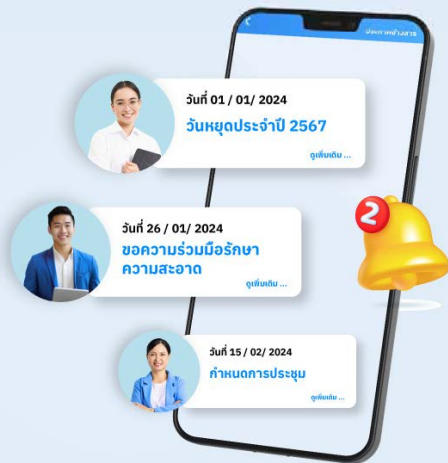 ประกาศข่าวสาร
วันที่ 01 / 01/ 2024
วันหยุดประจำปี 2567
ดูเพิ่มเติม ...
2
วันที่ 26 / 01/ 2024
ขอความร่วมมือรักษา
ความสะอาด
ดูเพิ่มเติม ...
วันที่ 15 / 02/ 2024
กำหนดการประชุม
ดูเพิ่มเติม ...